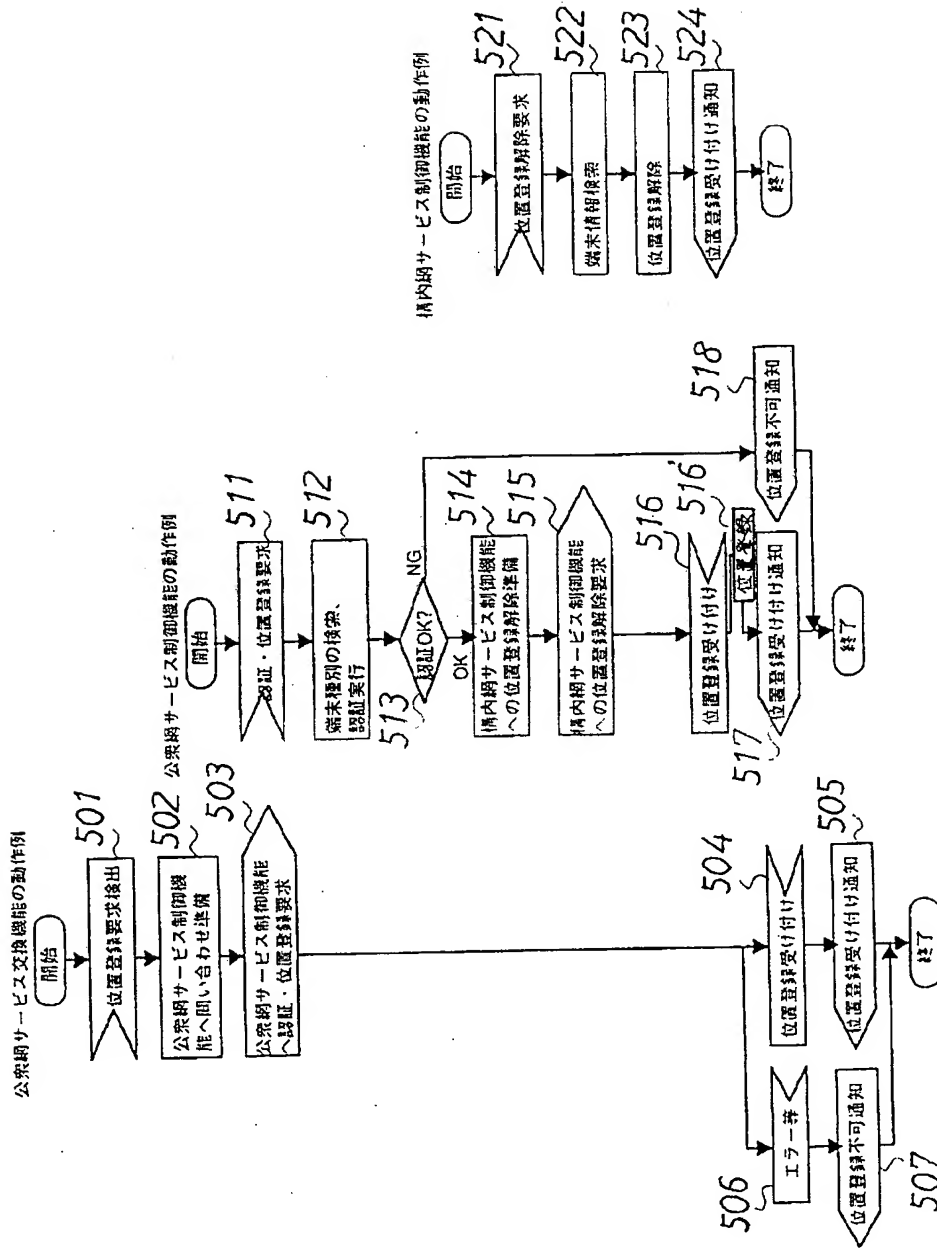 公衆網サービス交換機能の動作例
開始
位置登録要求検出
501
公衆網サービス制御機
能へ問い合わせ準備
502
公衆網サービス制御機能
へ認証・位置登録要求
503
位置登録受け付け
504
位置登録受け付け通知
505
エラー等
506
位置登録不可通知
507
終了
公衆網サービス制御機能の動作例
開始
認証・位置登録要求
511
端末種別の検索、
認証実行
512
認証OK?
513
NG
OK
構内網サービス制御機能
への位置登録解除準備
514
構内網サービス制御機能
への位置登録解除要求
515
位置登録受け付け
516
516'
位置登録受け付け通知
517
位置登録不可通知
518
終了
構内網サービス制御機能の動作例
開始
位置登録解除要求
521
端末情報検索
522
位置登録解除
523
位置登録受け付け通知
524
終了